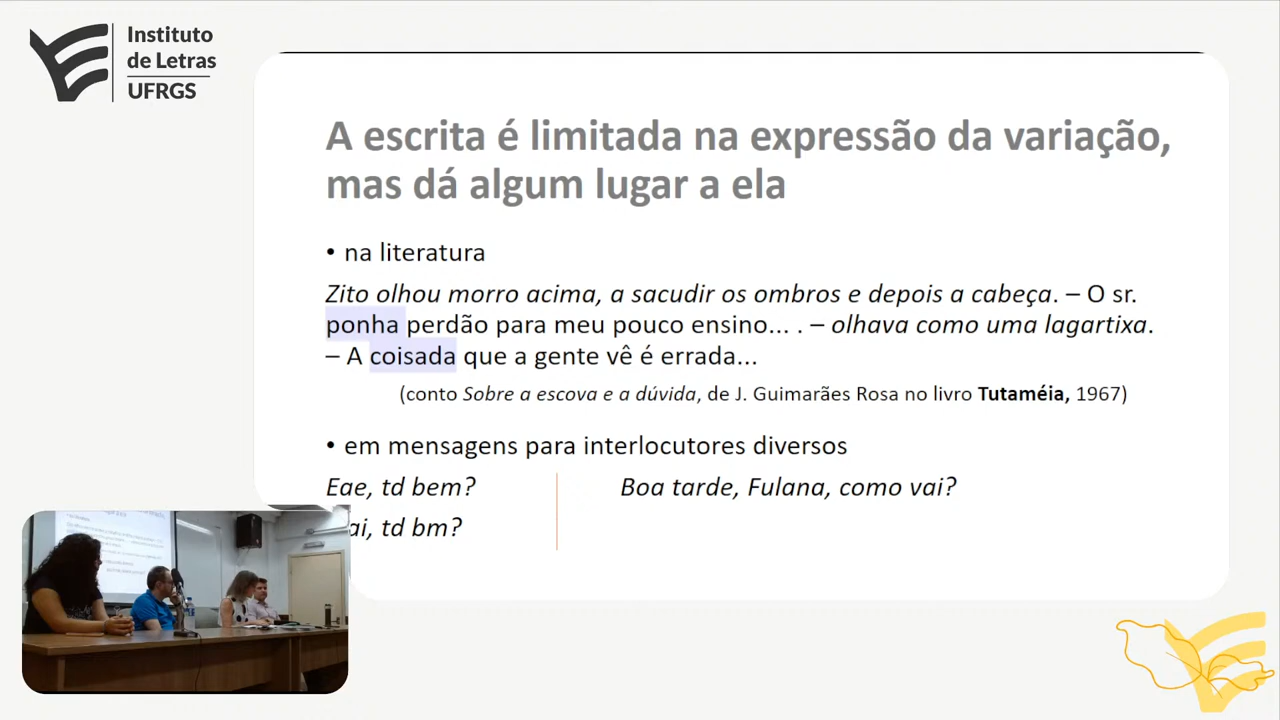 Instituto
de Letras
UFRGS
A escrita é limitada na expressão da variação,
mas dá algum lugar a ela
• na literatura
Zito olhou morro acima, a sacudir os ombros e depois a cabeça. – O sr.
ponha perdão para meu pouco ensino... . – olhava como uma lagartixa.
– A coisada que a gente vê é errada...
(conto Sobre a escova e a dúvida, de J. Guimarães Rosa no livro Tutaméia, 1967)
• em mensagens para interlocutores diversos
Eae, td bem?
Boa tarde, Fulana, como vai?
ai, td bm?